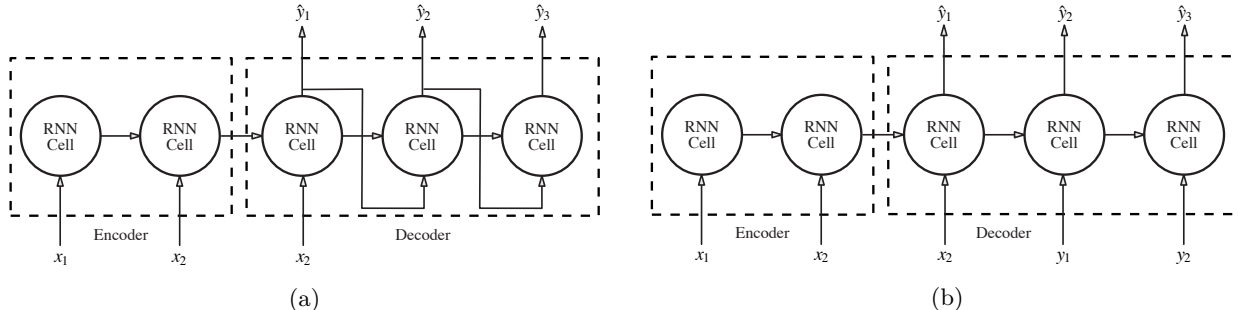 ŷ₁ ŷ₂ ŷ₃
RNN Cell RNN Cell RNN Cell RNN Cell RNN Cell
Encoder Decoder
x₁ x₂ x₂
(a)
ŷ₁ ŷ₂ ŷ₃
RNN Cell RNN Cell RNN Cell RNN Cell RNN Cell
Encoder Decoder
x₁ x₂ x₂ y₁ y₂
(b)